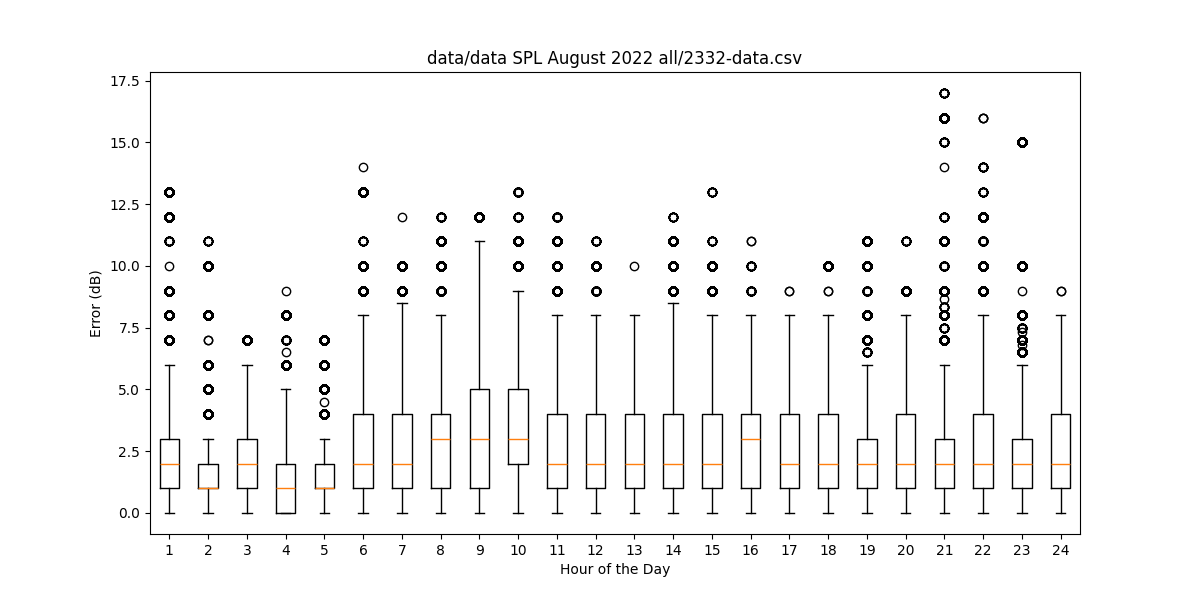 data/data SPL August 2022 all/2332-data.csv
17.5
15.0
12.5
10.0
7.5
5.0
2.5
0.0
Error (dB)
1 2 3 4 5 6 7 8 9 10 11 12 13 14 15 16 17 18 19 20 21 22 23 24
Hour of the Day